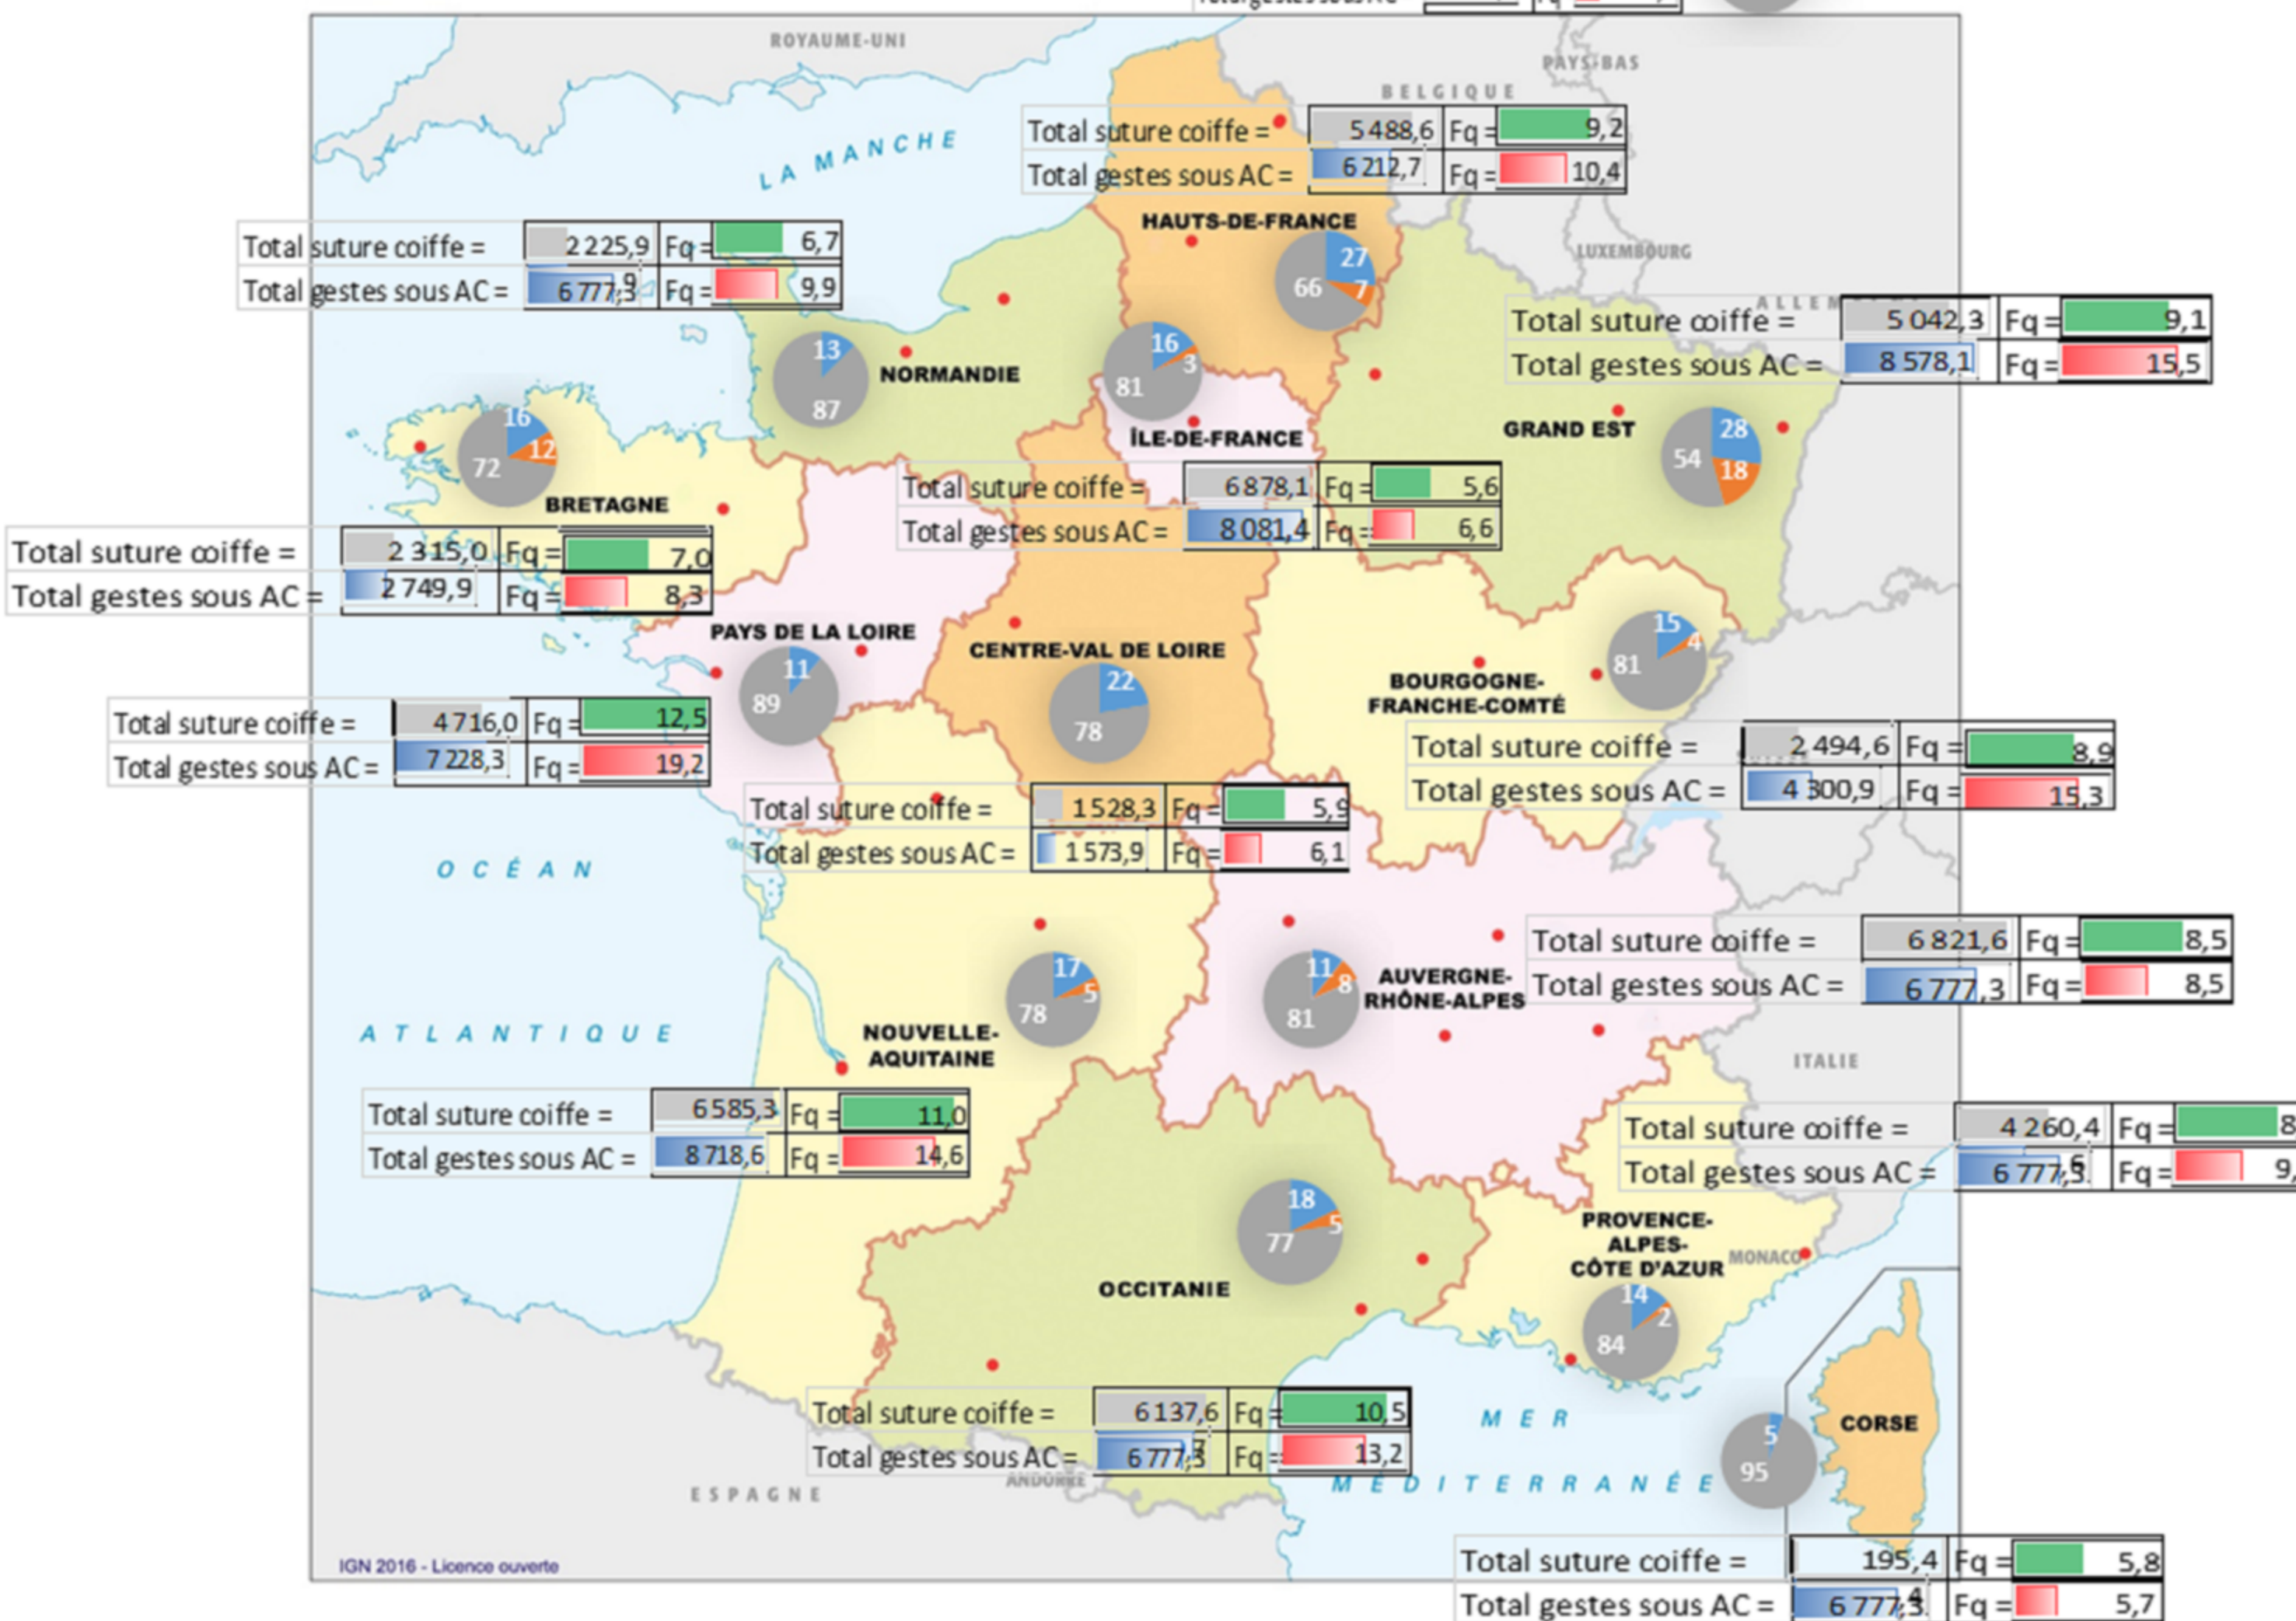 ROYAUME-UNI
PAYS-BAS
BELGIQUE
LA MANCHE
Total suture coiffe = 5 488,6 Fq = 9,2
Total gestes sous AC = 6 212,7 Fq = 10,4
HAUTS-DE-FRANCE
27
7
66
LUXEMBOURG
Total suture coiffe = 2 225,9 Fq = 6,7
Total gestes sous AC = 6 777,3 Fq = 9,9
Total suture coiffe = 5 042,3 Fq = 9,1
Total gestes sous AC = 8 578,1 Fq = 15,5
13
87
NORMANDIE
16
3
81
ÎLE-DE-FRANCE
GRAND EST
28
18
54
16
12
72
BRETAGNE
Total suture coiffe = 6 878,1 Fq = 5,6
Total gestes sous AC = 8 081,4 Fq = 6,6
Total suture coiffe = 2 315,0 Fq = 7,0
Total gestes sous AC = 2 749,9 Fq = 8,3
PAYS DE LA LOIRE
11
89
CENTRE-VAL DE LOIRE
22
78
15
4
81
BOURGOGNE-
FRANCHE-COMTÉ
Total suture coiffe = 4 716,0 Fq = 12,5
Total gestes sous AC = 7 228,3 Fq = 19,2
Total suture coiffe = 2 494,6 Fq = 8,9
Total gestes sous AC = 4 300,9 Fq = 15,3
Total suture coiffe = 1 528,3 Fq = 5,9
Total gestes sous AC = 1 573,9 Fq = 6,1
OCÉAN
ATLANTIQUE
Total suture coiffe = 6 821,6 Fq = 8,5
Total gestes sous AC = 6 777,3 Fq = 8,5
17
5
78
NOUVELLE-
AQUITAINE
11
8
81
AUVERGNE-
RHÔNE-ALPES
ITALIE
Total suture coiffe = 6 585,3 Fq = 11,0
Total gestes sous AC = 8 718,6 Fq = 14,6
Total suture coiffe = 4 260,4 Fq = 8
Total gestes sous AC = 6 777,3 Fq = 9,
18
5
77
OCCITANIE
PROVENCE-
ALPES-
CÔTE D'AZUR
MONACO
14
2
84
Total suture coiffe = 6 137,6 Fq = 10,5
Total gestes sous AC = 6 777,3 Fq = 13,2
ANDORRE
ESPAGNE
MER
MÉDITERRANÉE
5
95
CORSE
IGN 2016 - Licence ouverte
Total suture coiffe = 195,4 Fq = 5,8
Total gestes sous AC = 6 777,3 Fq = 5,7